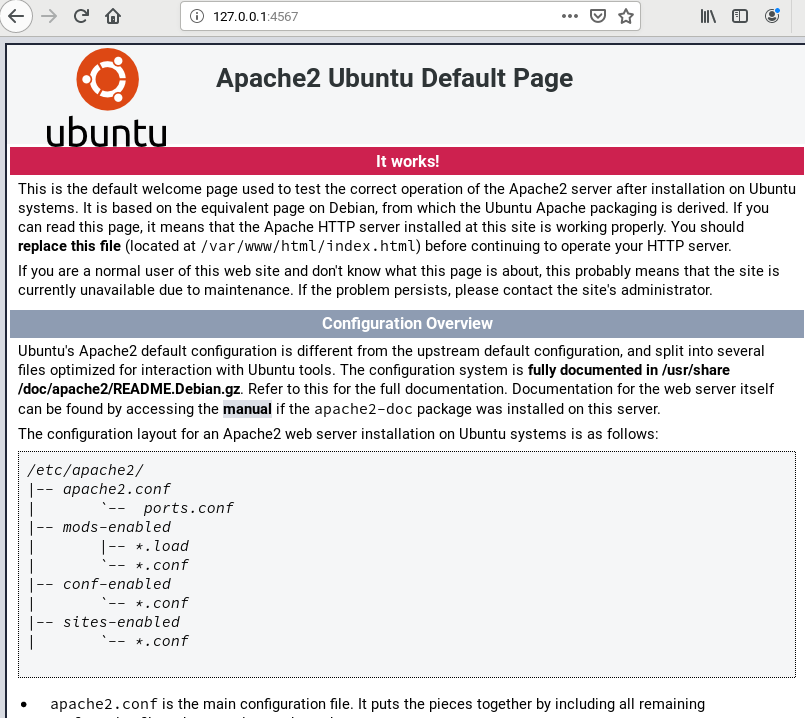 127.0.0.1:4567
Apache2 Ubuntu Default Page
ubuntu
It works!
This is the default welcome page used to test the correct operation of the Apache2 server after installation on Ubuntu
systems. It is based on the equivalent page on Debian, from which the Ubuntu Apache packaging is derived. If you
can read this page, it means that the Apache HTTP server installed at this site is working properly. You should
replace this file (located at /var/www/html/index.html) before continuing to operate your HTTP server.
If you are a normal user of this web site and don't know what this page is about, this probably means that the site is
currently unavailable due to maintenance. If the problem persists, please contact the site's administrator.
Configuration Overview
Ubuntu's Apache2 default configuration is different from the upstream default configuration, and split into several
files optimized for interaction with Ubuntu tools. The configuration system is fully documented in /usr/share
/doc/apache2/README.Debian.gz. Refer to this for the full documentation. Documentation for the web server itself
can be found by accessing the manual if the apache2-doc package was installed on this server.
The configuration layout for an Apache2 web server installation on Ubuntu systems is as follows:
/etc/apache2/
|-- apache2.conf
|       `--  ports.conf
|-- mods-enabled
|       |-- *.load
|       `-- *.conf
|-- conf-enabled
|       `-- *.conf
|-- sites-enabled
|       `-- *.conf
• apache2.conf is the main configuration file. It puts the pieces together by including all remaining